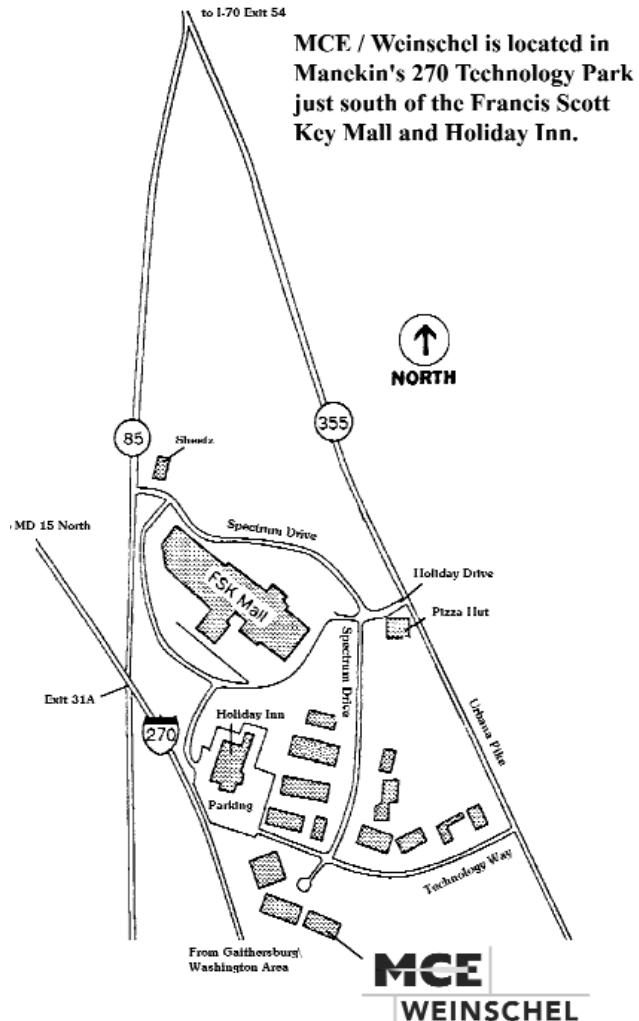 to I-70 Exit 54
MCE / Weinschel is located in
Manekin's 270 Technology Park
just south of the Francis Scott
Key Mall and Holiday Inn.
NORTH
85
355
Sheetz
MD 15 North
Spectrum Drive
FSK Mall
Holiday Drive
Pizza Hut
Spectrum Drive
Exit 31A
270
Holiday Inn
Urbana Pike
Parking
Technology Way
From Gaithersburg\
Washington Area
MCE
WEINSCHEL